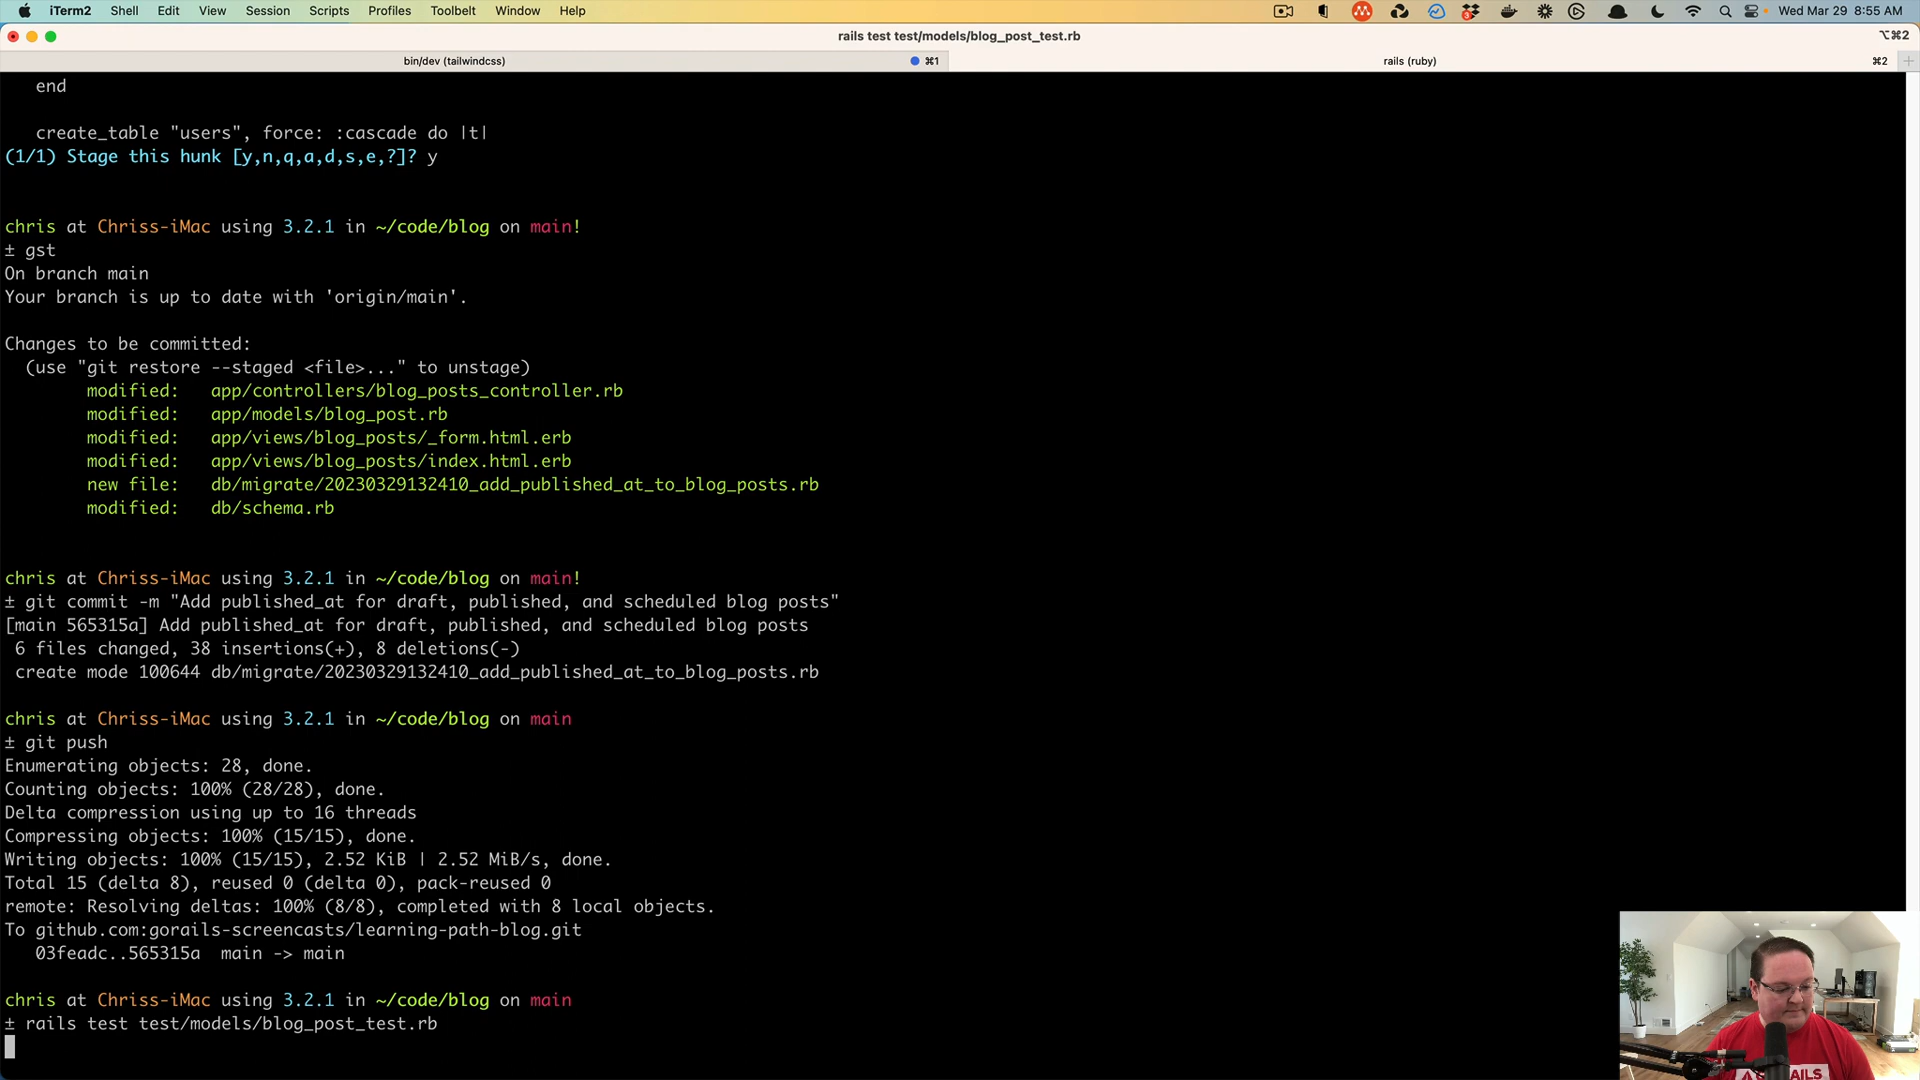 iTerm2 Shell Edit View Session Scripts Profiles Toolbelt Window Help 3 Wed Mar 29 8:55 AM
rails test test/models/blog_post_test.rb ⌥⌘2
bin/dev (tailwindcss) ⌘1 rails (ruby) ⌘2
end
create_table "users", force: :cascade do |t|
(1/1) Stage this hunk [y,n,q,a,d,s,e,?]? y
chris at Chriss-iMac using 3.2.1 in ~/code/blog on main!
± gst
On branch main
Your branch is up to date with 'origin/main'.
Changes to be committed:
(use "git restore --staged <file>..." to unstage)
modified: app/controllers/blog_posts_controller.rb
modified: app/models/blog_post.rb
modified: app/views/blog_posts/_form.html.erb
modified: app/views/blog_posts/index.html.erb
new file: db/migrate/20230329132410_add_published_at_to_blog_posts.rb
modified: db/schema.rb
chris at Chriss-iMac using 3.2.1 in ~/code/blog on main!
± git commit -m "Add published_at for draft, published, and scheduled blog posts"
[main 565315a] Add published_at for draft, published, and scheduled blog posts
6 files changed, 38 insertions(+), 8 deletions(-)
create mode 100644 db/migrate/20230329132410_add_published_at_to_blog_posts.rb
chris at Chriss-iMac using 3.2.1 in ~/code/blog on main
± git push
Enumerating objects: 28, done.
Counting objects: 100% (28/28), done.
Delta compression using up to 16 threads
Compressing objects: 100% (15/15), done.
Writing objects: 100% (15/15), 2.52 KiB | 2.52 MiB/s, done.
Total 15 (delta 8), reused 0 (delta 0), pack-reused 0
remote: Resolving deltas: 100% (8/8), completed with 8 local objects.
To github.com:gorails-screencasts/learning-path-blog.git
03feadc..565315a main -> main
chris at Chriss-iMac using 3.2.1 in ~/code/blog on main
± rails test test/models/blog_post_test.rb